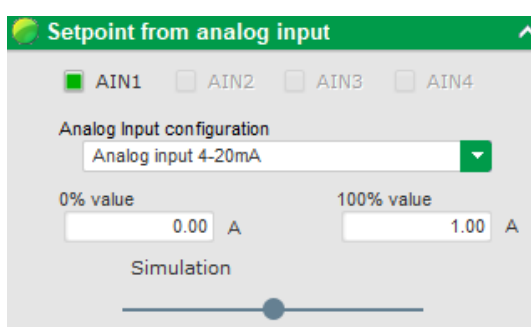 Setpoint from analog input
AIN1 AIN2 AIN3 AIN4
Analog Input configuration
Analog input 4-20mA
0% value 100% value
0.00 A 1.00 A
Simulation